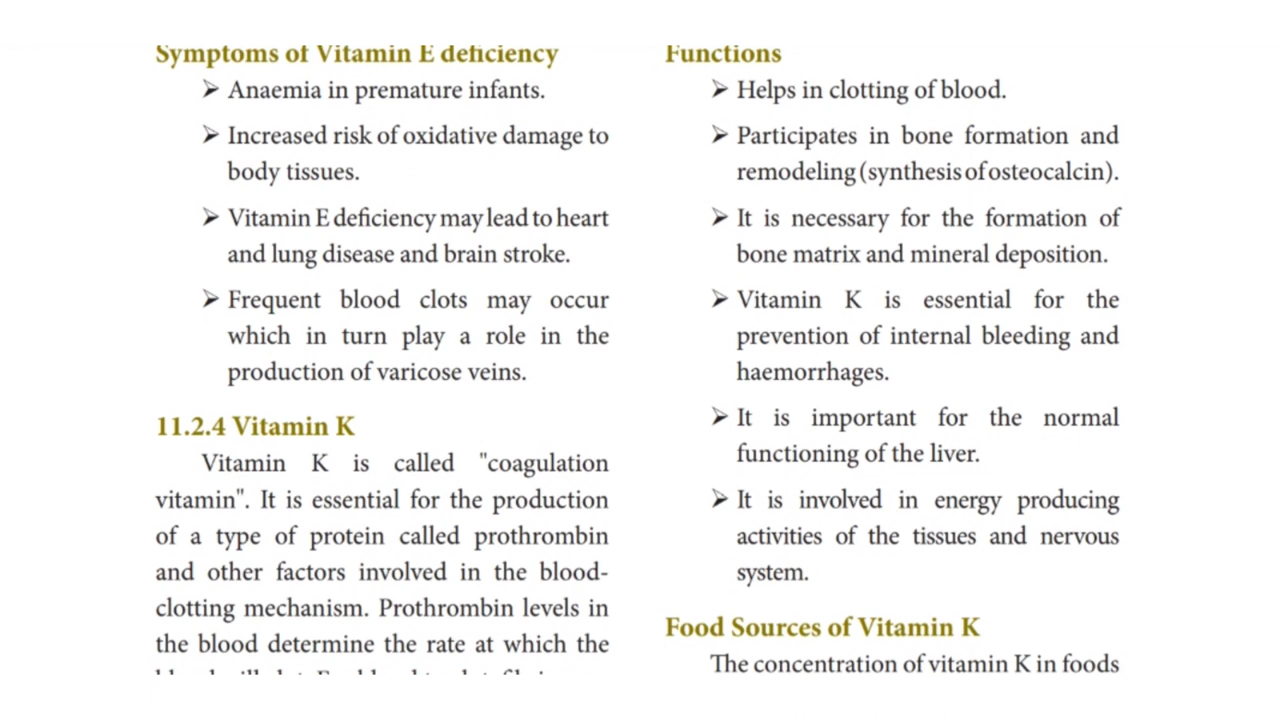 Symptoms of Vitamin E deficiency
➤ Anaemia in premature infants.
➤ Increased risk of oxidative damage to
body tissues.
➤ Vitamin E deficiency may lead to heart
and lung disease and brain stroke.
➤ Frequent blood clots may occur
which in turn play a role in the
production of varicose veins.
11.2.4 Vitamin K
Vitamin K is called "coagulation
vitamin". It is essential for the production
of a type of protein called prothrombin
and other factors involved in the blood-
clotting mechanism. Prothrombin levels in
the blood determine the rate at which the
Functions
➤ Helps in clotting of blood.
➤ Participates in bone formation and
remodeling (synthesis of osteocalcin).
➤ It is necessary for the formation of
bone matrix and mineral deposition.
➤ Vitamin K is essential for the
prevention of internal bleeding and
haemorrhages.
➤ It is important for the normal
functioning of the liver.
➤ It is involved in energy producing
activities of the tissues and nervous
system.
Food Sources of Vitamin K
The concentration of vitamin K in foods